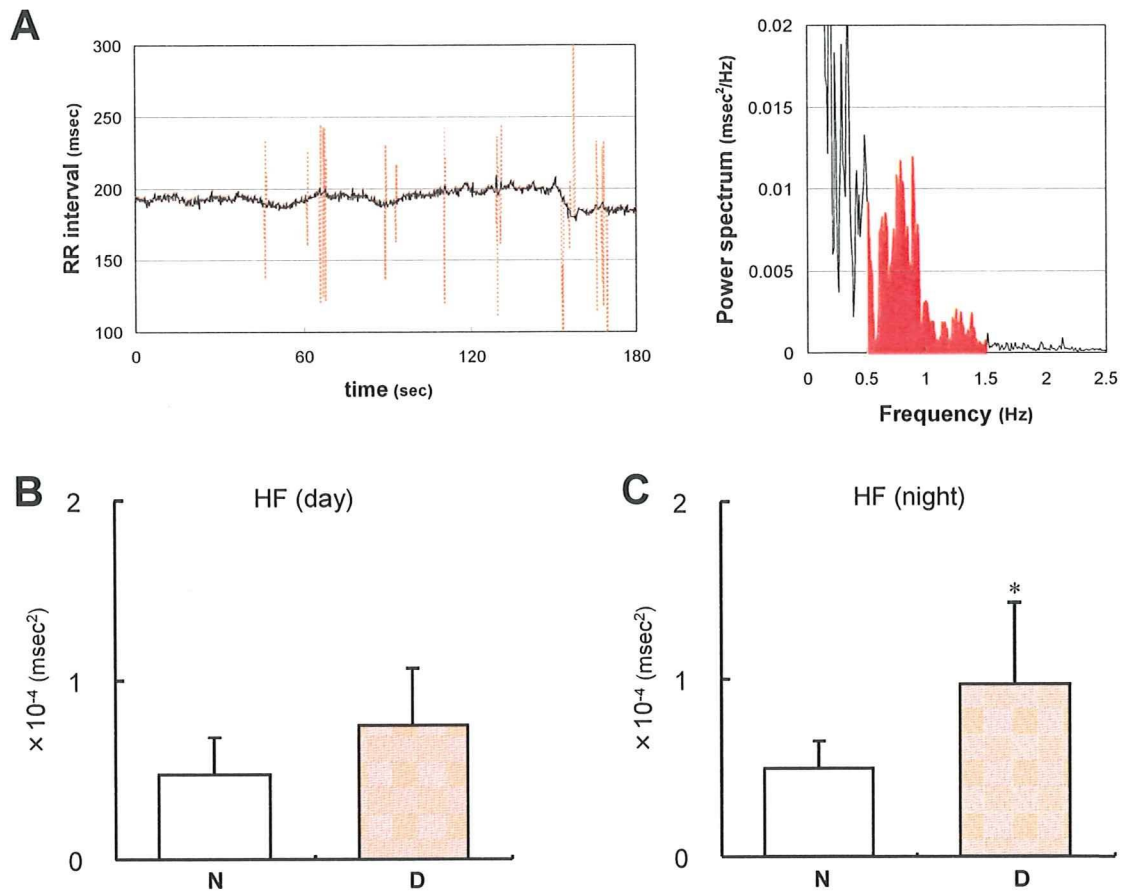 A
RR interval (msec)
300
250
200
150
100
0 60 120 180
time (sec)
Power spectrum (msec²/Hz)
0.02
0.015
0.01
0.005
0
0 0.5 1 1.5 2 2.5
Frequency (Hz)
B
HF (day)
× 10⁻⁴ (msec²)
2
1
0
N D
C
HF (night)
× 10⁻⁴ (msec²)
2
1
0
*
N D